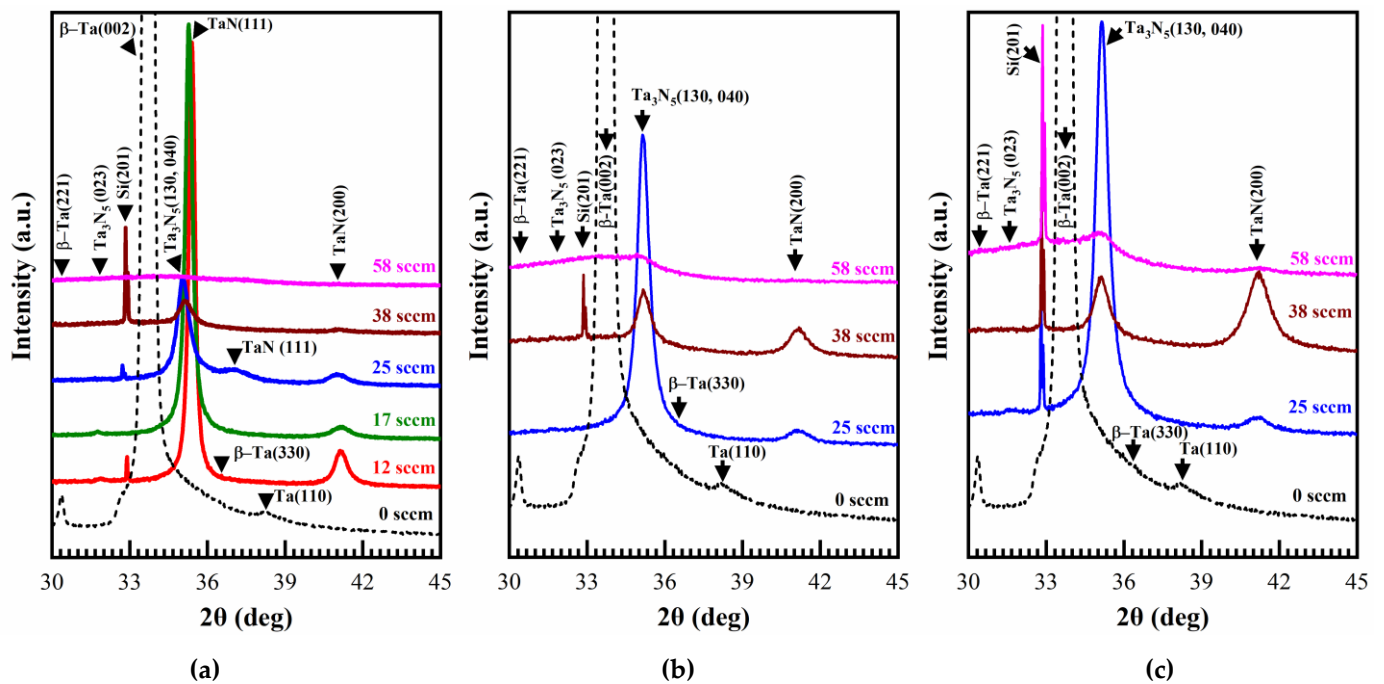 Intensity (a.u.)
β–Ta(002)
TaN(111)
β–Ta(221)
Ta₃N₅(023)
Si(201)
Ta₃N₅(130, 040)
TaN(200)
58 sccm
38 sccm
TaN (111)
25 sccm
17 sccm
β–Ta(330)
12 sccm
Ta(110)
0 sccm
30 33 36 39 42 45
2θ (deg)
(a)
Intensity (a.u.)
Ta₃N₅(130, 040)
β–Ta(221)
Ta₃N₅(023)
Si(201)
β-Ta(002)
TaN(200)
58 sccm
38 sccm
β–Ta(330)
25 sccm
Ta(110)
0 sccm
30 33 36 39 42 45
2θ (deg)
(b)
Intensity (a.u.)
Ta₃N₅(130, 040)
Si(201)
β–Ta(221)
Ta₃N₅(023)
β-Ta(002)
TaN(200)
58 sccm
38 sccm
25 sccm
β–Ta(330)
Ta(110)
0 sccm
30 33 36 39 42 45
2θ (deg)
(c)